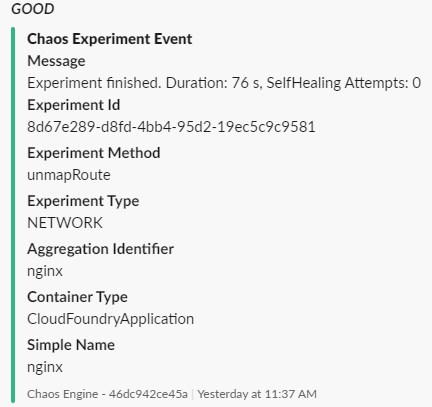 GOOD
Chaos Experiment Event
Message
Experiment finished. Duration: 76 s, SelfHealing Attempts: 0
Experiment Id
8d67e289-d8fd-4bb4-95d2-19ec5c9c9581
Experiment Method
unmapRoute
Experiment Type
NETWORK
Aggregation Identifier
nginx
Container Type
CloudFoundryApplication
Simple Name
nginx
Chaos Engine - 46dc942ce45a | Yesterday at 11:37 AM